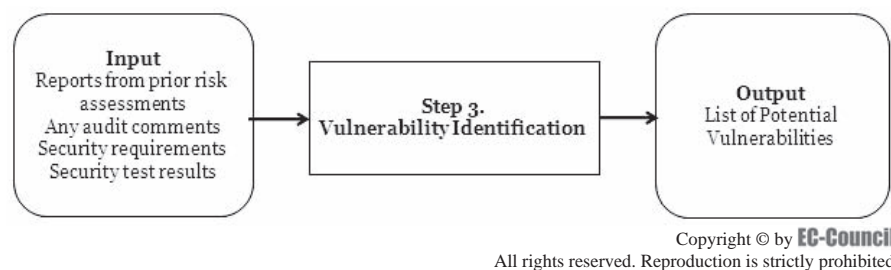 Input
Reports from prior risk
assessments
Any audit comments
Security requirements
Security test results
Step 3.
Vulnerability Identification
Output
List of Potential
Vulnerabilities
Copyright © by EC-Council
All rights reserved. Reproduction is strictly prohibited